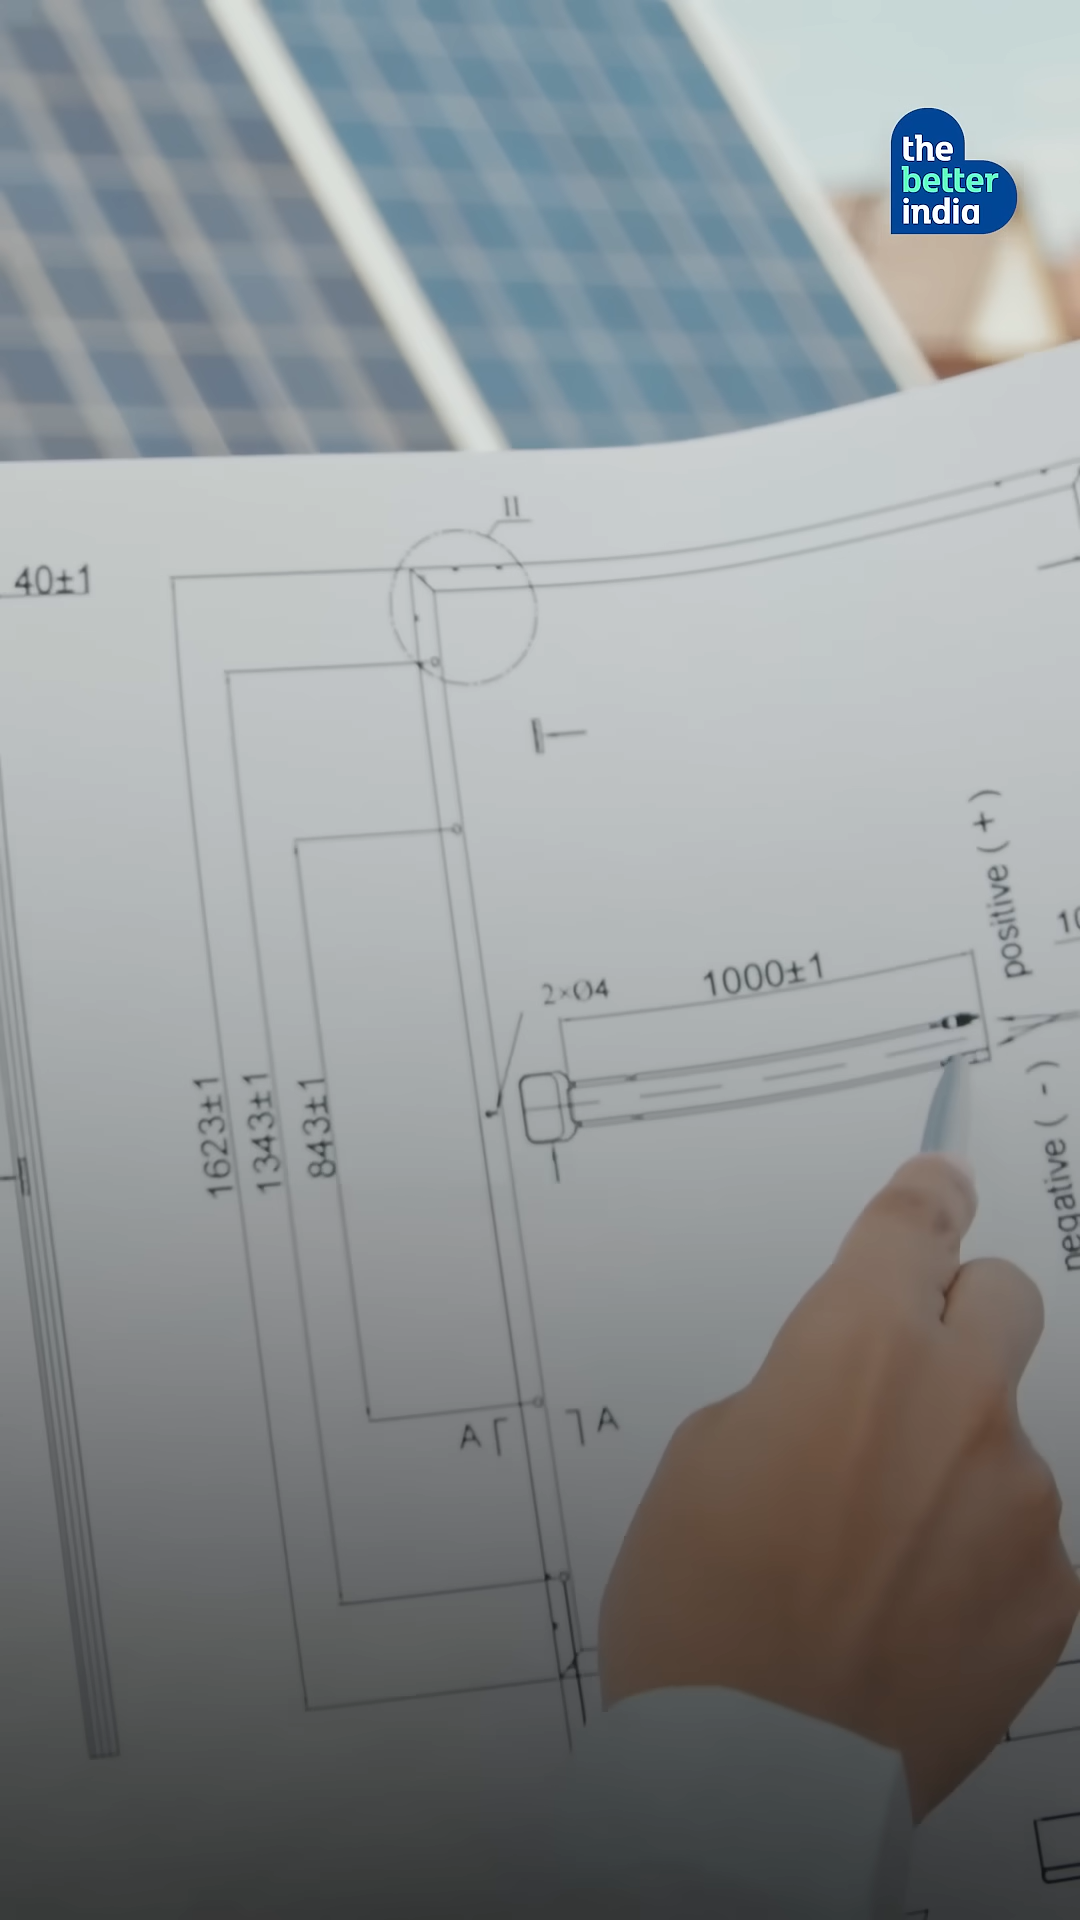 the
better
india
II
40±1
positive ( + )
1000±1
2×Ø4
1623±1
1343±1
843±1
negative ( - )
A
A